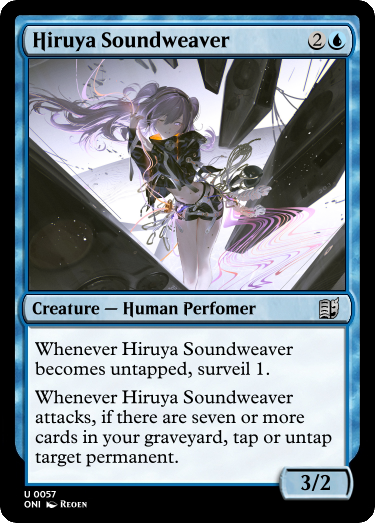 Hiruya Soundweaver 2
Creature — Human Perfomer
Whenever Hiruya Soundweaver
becomes untapped, surveil 1.
Whenever Hiruya Soundweaver
attacks, if there are seven or more
cards in your graveyard, tap or untap
target permanent.
3/2
U 0057
ONI Reoen